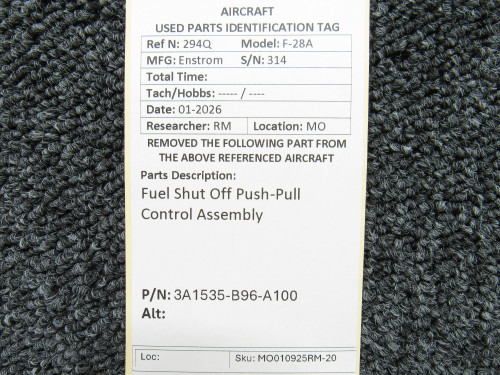 AIRCRAFT
USED PARTS IDENTIFICATION TAG
Ref N: 294Q Model: F-28A
MFG: Enstrom S/N: 314
Total Time:
Tach/Hobbs: ----- / ----
Date: 01-2026
Researcher: RM Location: MO
REMOVED THE FOLLOWING PART FROM
THE ABOVE REFERENCED AIRCRAFT
Parts Description:
Fuel Shut Off Push-Pull
Control Assembly
P/N: 3A1535-B96-A100
Alt:
Loc: Sku: MO010925RM-20